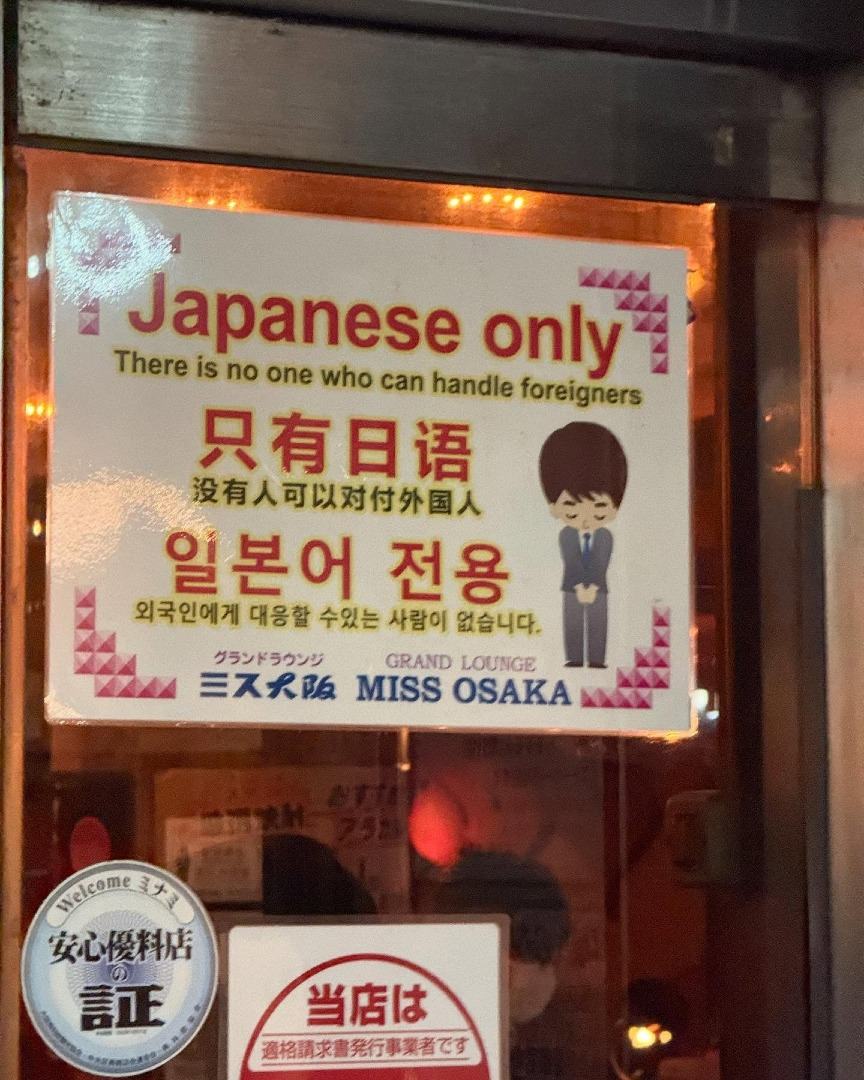 Japanese only
There is no one who can handle foreigners
只有日语
没有人可以对付外国人
일본어 전용
외국인에게 대응할 수있는 사람이 없습니다.
グランドラウンジ
ミス大阪
GRAND LOUNGE
MISS OSAKA
おすすめ
Welcome ミナミ
安心優料店
の
証
当店は
適格請求書発行事業者です